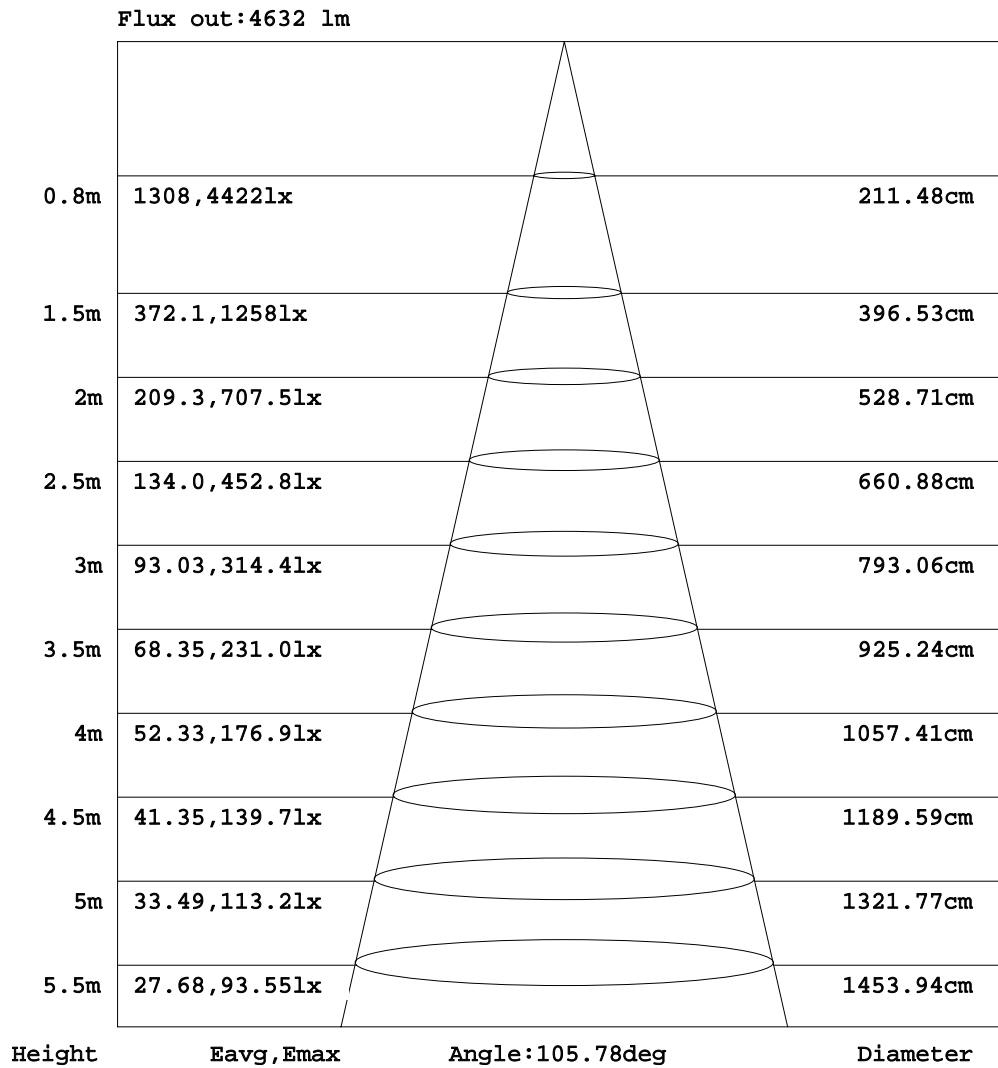 Flux out:4632 lm
0.8m 1308,4422lx 211.48cm
1.5m 372.1,1258lx 396.53cm
2m 209.3,707.5lx 528.71cm
2.5m 134.0,452.8lx 660.88cm
3m 93.03,314.4lx 793.06cm
3.5m 68.35,231.0lx 925.24cm
4m 52.33,176.9lx 1057.41cm
4.5m 41.35,139.7lx 1189.59cm
5m 33.49,113.2lx 1321.77cm
5.5m 27.68,93.55lx 1453.94cm
Height Eavg,Emax Angle:105.78deg Diameter